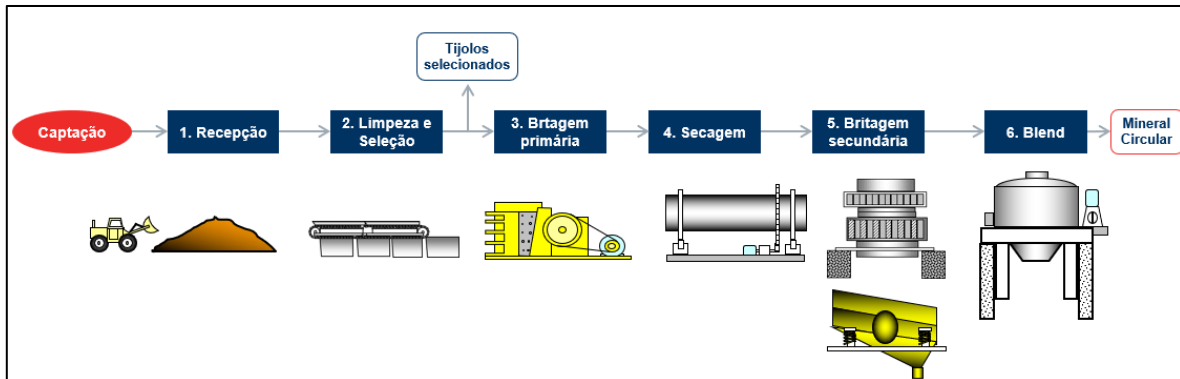 Tijolos
selecionados
Captação
1. Recepção
2. Limpeza e
Seleção
3. Brtagem
primária
4. Secagem
5. Britagem
secundária
6. Blend
Mineral
Circular